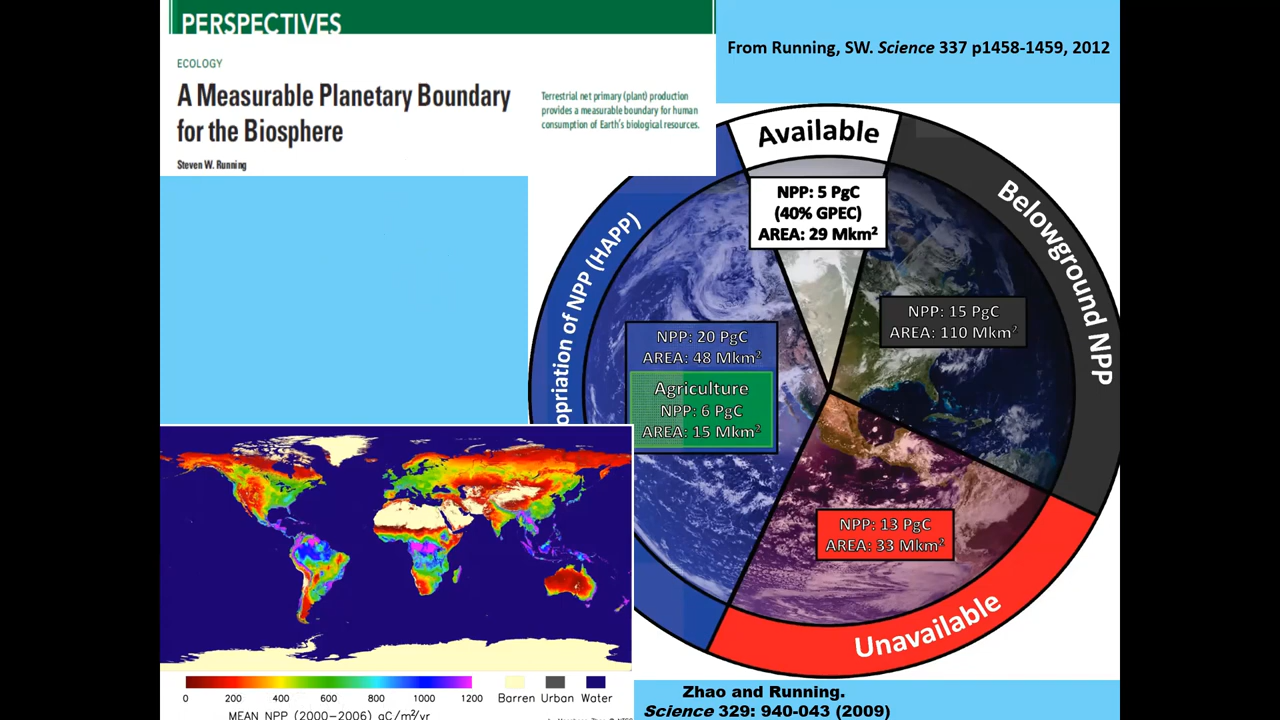 PERSPECTIVES
From Running, SW. Science 337 p1458-1459, 2012
ECOLOGY
A Measurable Planetary Boundary
for the Biosphere
Terrestrial net primary (plant) production
provides a measurable boundary for human
consumption of Earth's biological resources.
Steven W. Running
Available
NPP: 5 PgC
(40% GPEC)
AREA: 29 Mkm²
Belowground NPP
NPP: 15 PgC
AREA: 110 Mkm²
opriation of NPP (HAPP)
NPP: 20 PgC
AREA: 48 Mkm²
Agriculture
NPP: 6 PgC
AREA: 15 Mkm²
NPP: 13 PgC
AREA: 33 Mkm²
Unavailable
0 200 400 600 800 1000 1200 Barren Urban Water
MEAN NPP (2000-2006) gC/m²/yr
Zhao and Running.
Science 329: 940-043 (2009)